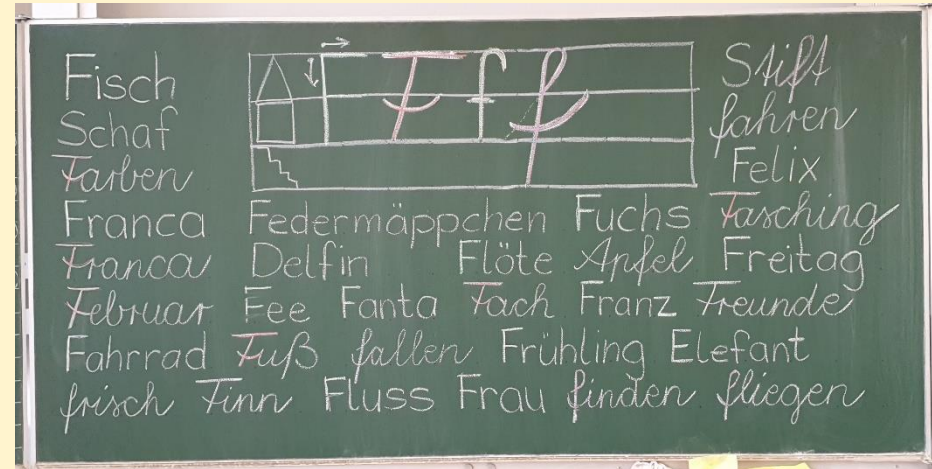 Fisch F F f f Stift
Schaf fahren
Farben Felix
Franca Federmäppchen Fuchs Fasching
Franca Delfin Flöte Apfel Freitag
Februar Fee Fanta Fach Franz Freunde
Fahrrad Fuß fallen Frühling Elefant
frisch Finn Fluss Frau finden fliegen